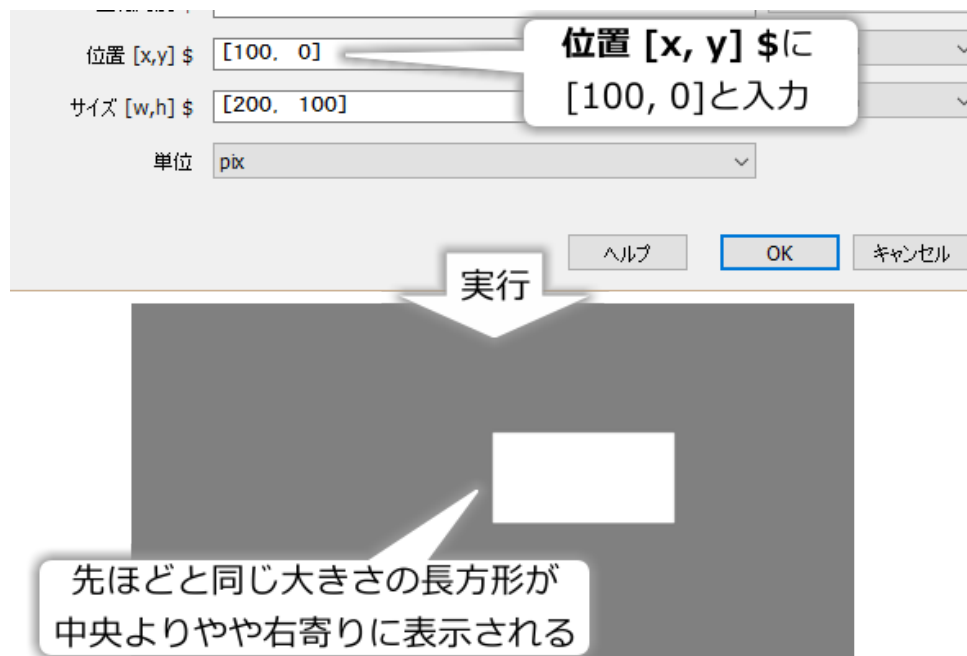 位置 [x,y] $
[100, 0]
位置 [x, y] $に
[100, 0]と入力
サイズ [w,h] $
[200, 100]
単位
pix
ヘルプ
OK
キャンセル
実行
先ほどと同じ大きさの長方形が
中央よりやや右寄りに表示される